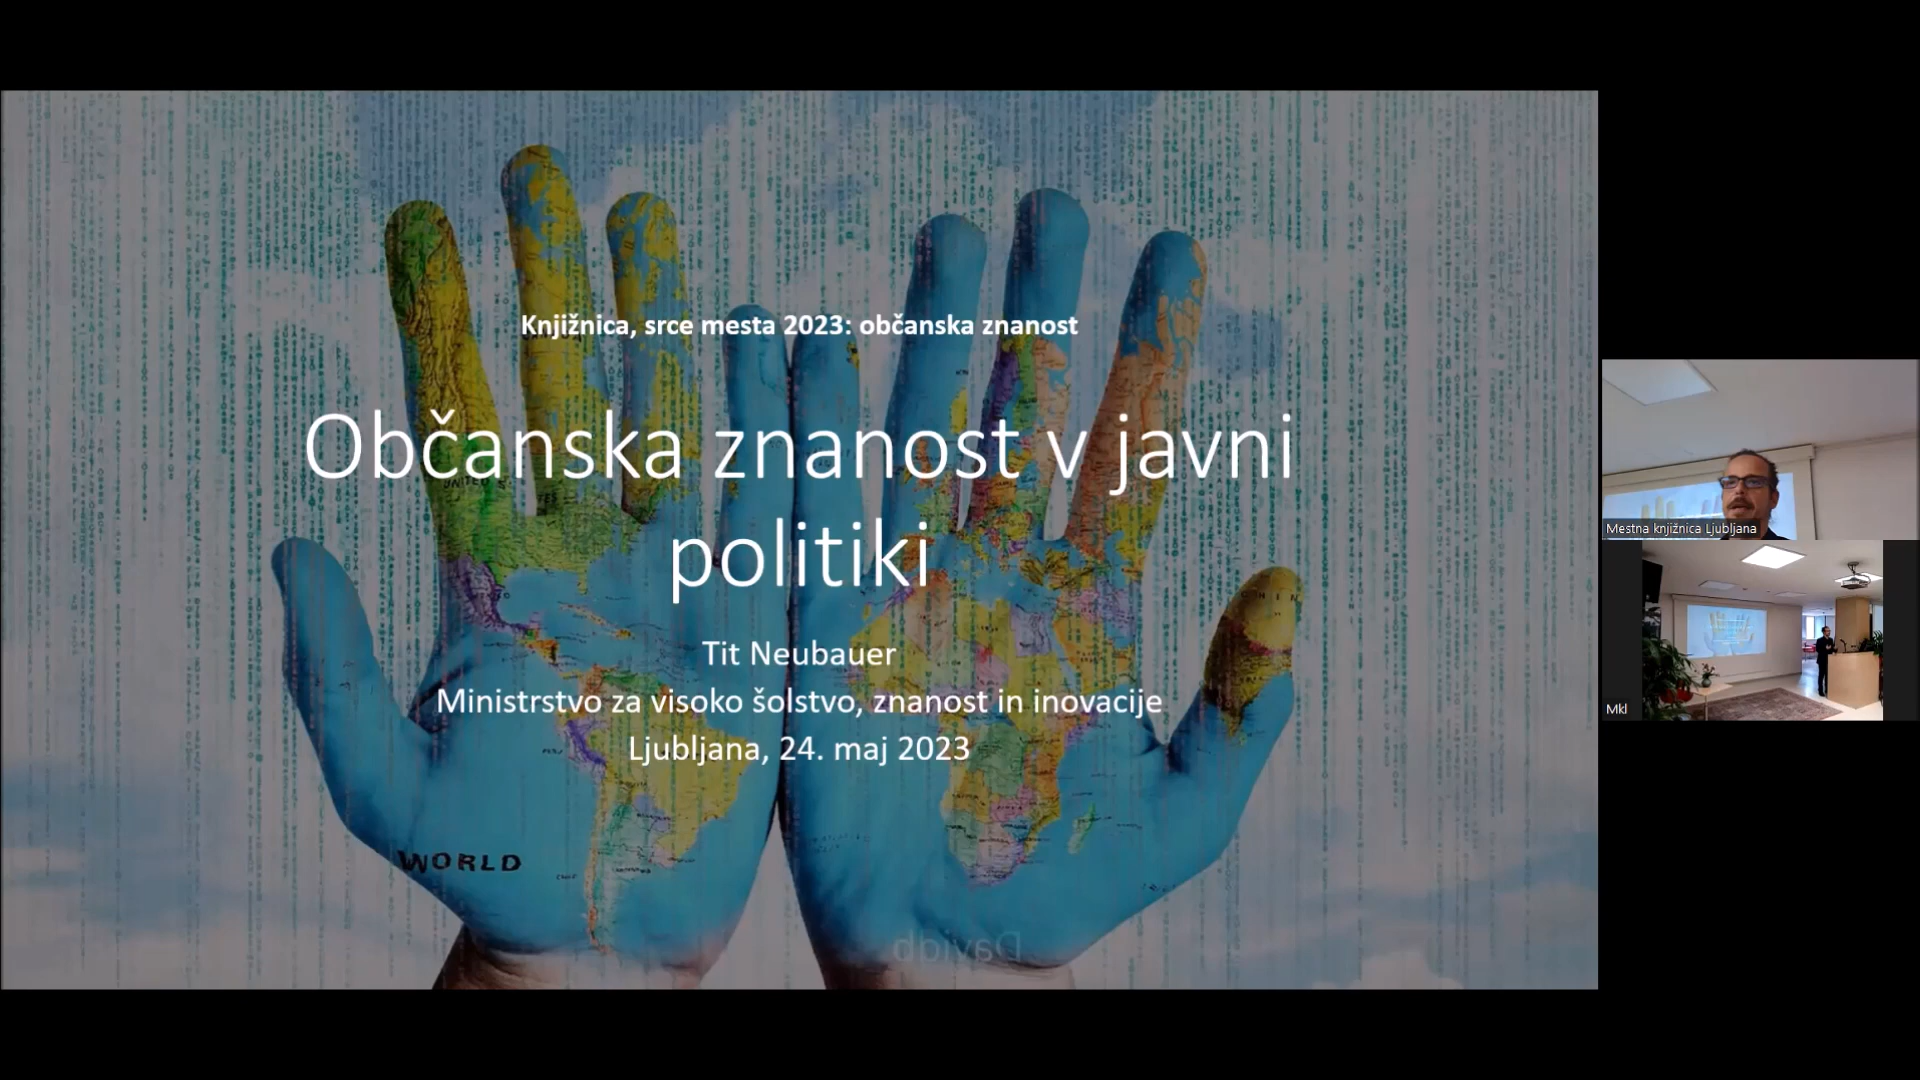 Knjižnica, srce mesta 2023: občanska znanost
Občanska znanost v javni
politiki
Tit Neubauer
Ministrstvo za visoko šolstvo, znanost in inovacije
Ljubljana, 24. maj 2023
WORLD
Mestna knjižnica Ljubljana
Mkl